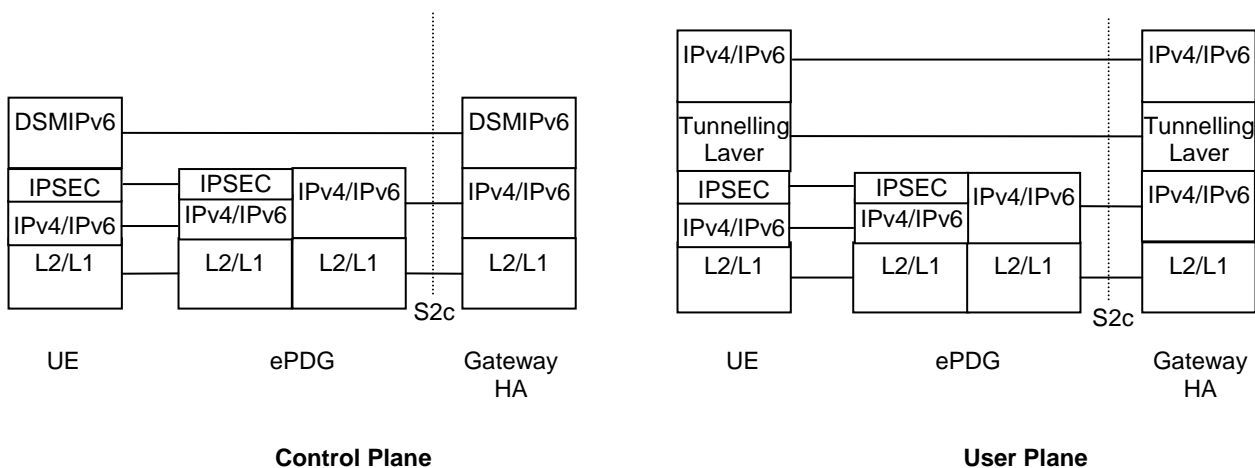 IPv4/IPv6 IPv4/IPv6
DSMIPv6 DSMIPv6 Tunnelling Laver Tunnelling Laver
IPSEC IPSEC IPv4/IPv6 IPv4/IPv6 IPSEC IPSEC IPv4/IPv6 IPv4/IPv6
IPv4/IPv6 IPv4/IPv6 IPv4/IPv6 IPv4/IPv6
L2/L1 L2/L1 L2/L1 L2/L1 L2/L1 L2/L1 L2/L1 L2/L1
S2c S2c
UE ePDG Gateway HA UE ePDG Gateway HA
Control Plane User Plane